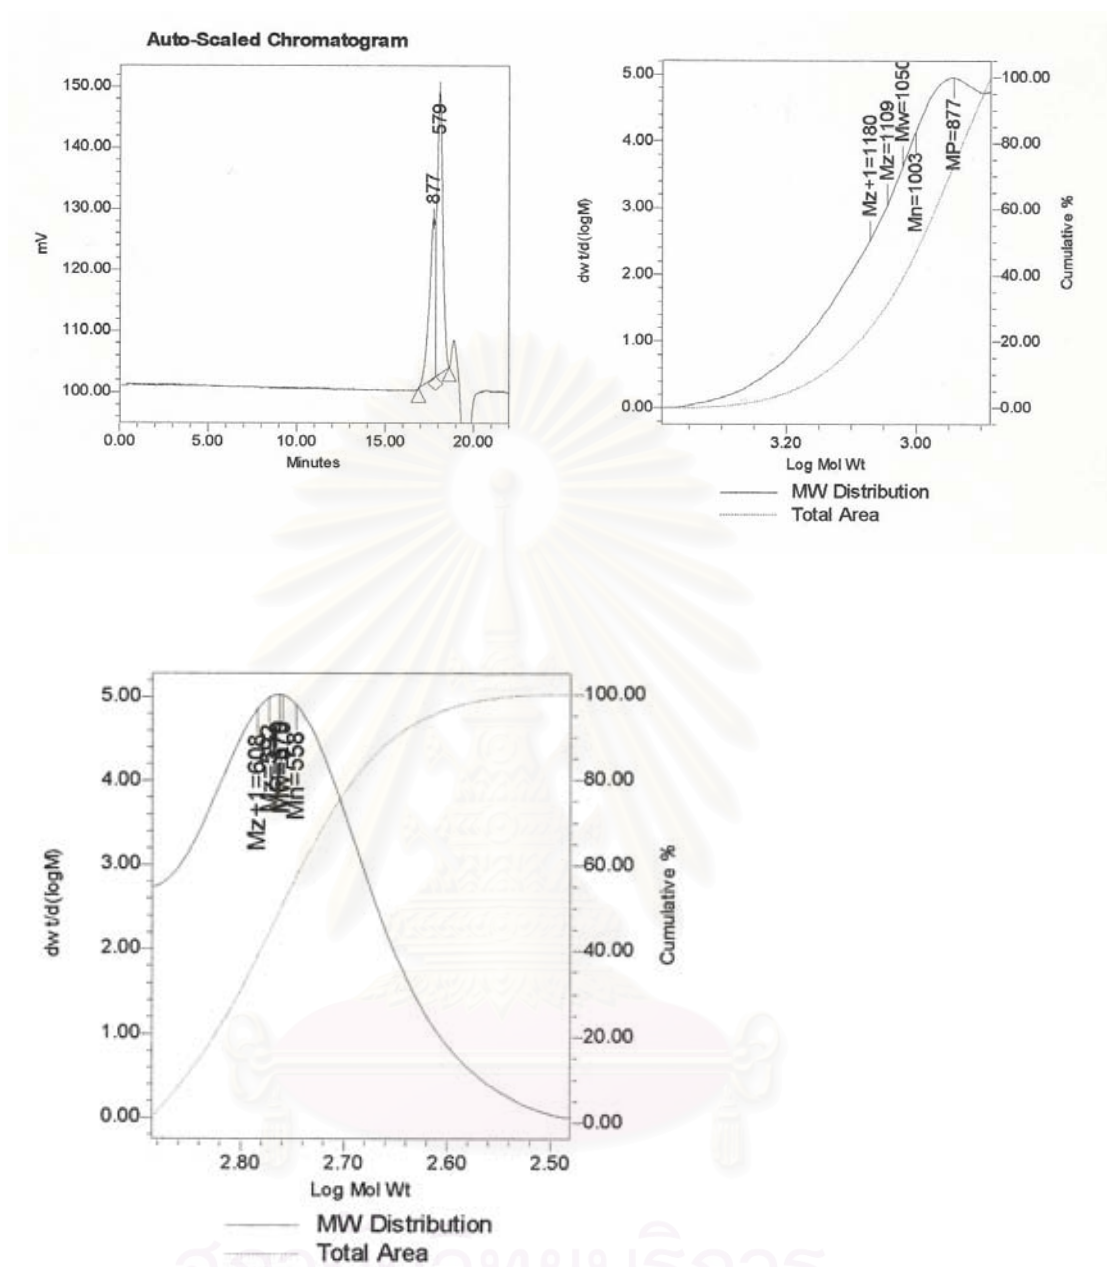 Auto-Scaled Chromatogram
150.00
140.00
130.00
120.00
110.00
100.00
mV
877
579
0.00
5.00
10.00
15.00
20.00
Minutes
5.00
4.00
3.00
2.00
1.00
0.00
dwt/d(logM)
Mz+1=1180
Mz=1109
Mw=1050
Mn=1003
MP=877
100.00
80.00
60.00
40.00
20.00
0.00
Cumulative %
3.20
3.00
Log Mol Wt
MW Distribution
Total Area
5.00
4.00
3.00
2.00
1.00
0.00
dwt/d(logM)
Mz+1=608
Mn=558
100.00
80.00
60.00
40.00
20.00
0.00
Cumulative %
2.80
2.70
2.60
2.50
Log Mol Wt
MW Distribution
Total Area